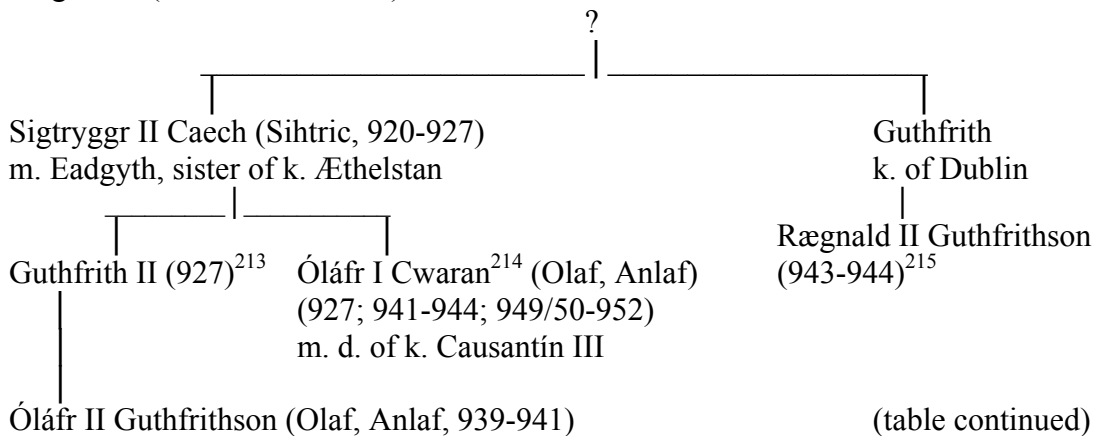 ?
Sigtryggr II Caech (Sihtric, 920-927) Guthfrith
m. Eadgyth, sister of k. Æthelstan k. of Dublin
Rægnald II Guthfrithson
Guthfrith II (927)213 Óláfr I Cwaran214 (Olaf, Anlaf) (943-944)215
(927; 941-944; 949/50-952)
m. d. of k. Causantín III
Óláfr II Guthfrithson (Olaf, Anlaf, 939-941) (table continued)